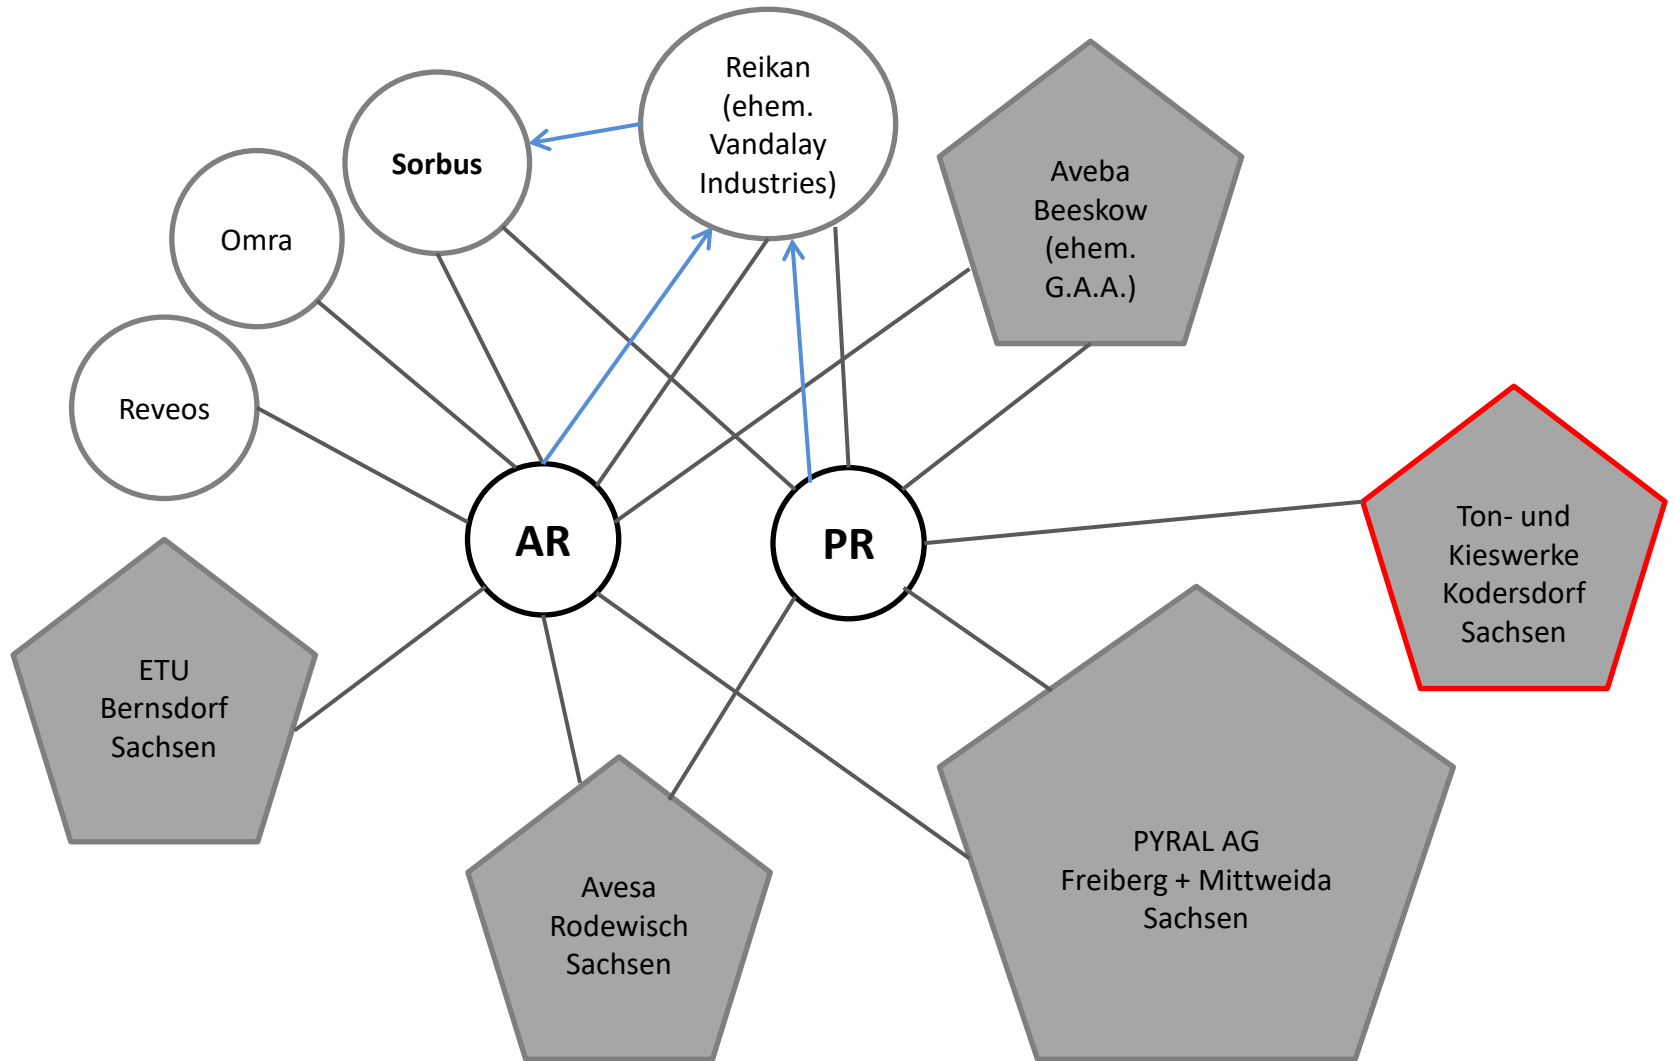 Reikan
(ehem.
Vandalay
Industries)
Sorbus
Aveba
Beeskow
(ehem.
G.A.A.)
Omra
Reveos
AR
PR
Ton- und
Kieswerke
Kodersdorf
Sachsen
ETU
Bernsdorf
Sachsen
Avesa
Rodewisch
Sachsen
PYRAL AG
Freiberg + Mittweida
Sachsen